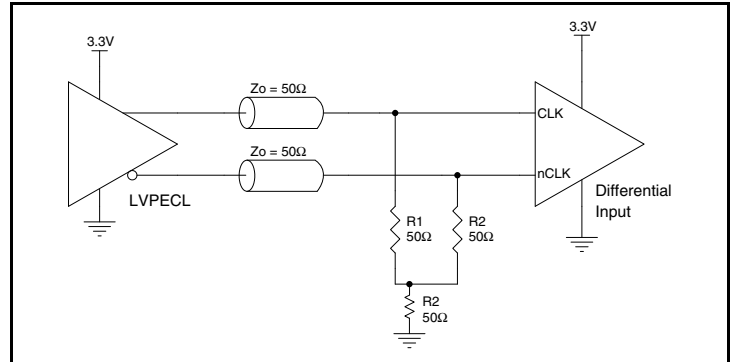 3.3V
3.3V
Zo = 50Ω
CLK
Zo = 50Ω
nCLK
LVPECL
Differential
Input
R1
50Ω
R2
50Ω
R2
50Ω